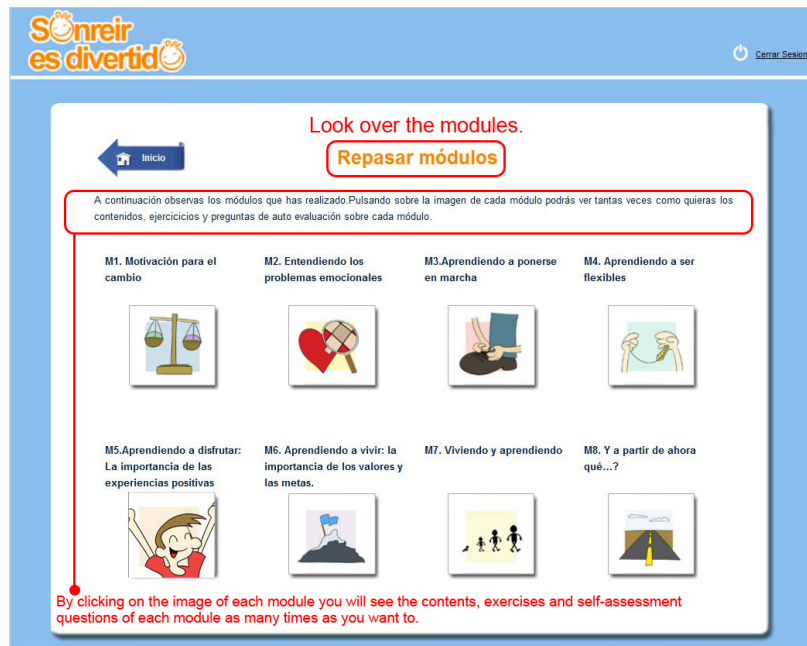 Sonreir
es divertido
Cerrar Sesion
Look over the modules.
Inicio
Repasar módulos
A continuación observas los módulos que has realizado.Pulsando sobre la imagen de cada módulo podrás ver tantas veces como quieras los
contenidos, ejercicicios y preguntas de auto evaluación sobre cada módulo.
M1. Motivación para el
cambio
M2. Entendiendo los
problemas emocionales
M3.Aprendiendo a ponerse
en marcha
M4. Aprendiendo a ser
flexibles
M5.Aprendiendo a disfrutar:
La importancia de las
experiencias positivas
M6. Aprendiendo a vivir: la
importancia de los valores y
las metas.
M7. Viviendo y aprendiendo
M8. Y a partir de ahora
qué...?
By clicking on the image of each module you will see the contents, exercises and self-assessment
questions of each module as many times as you want to.